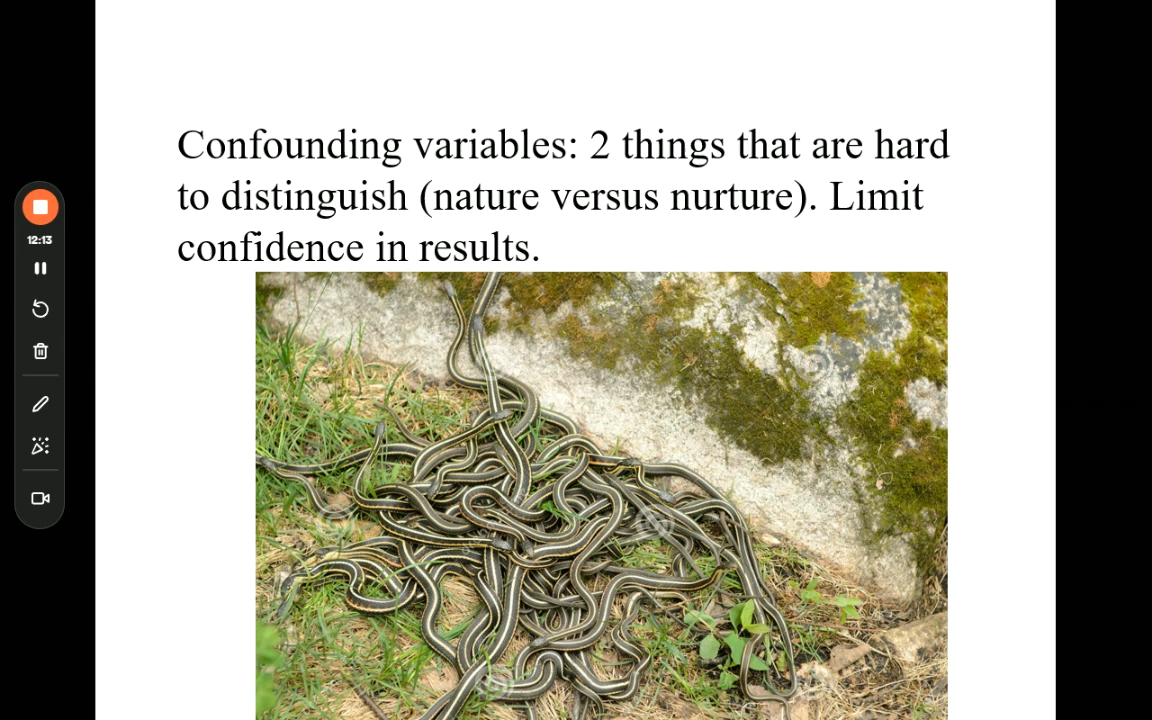 Confounding variables: 2 things that are hard
to distinguish (nature versus nurture). Limit
confidence in results.
12:13